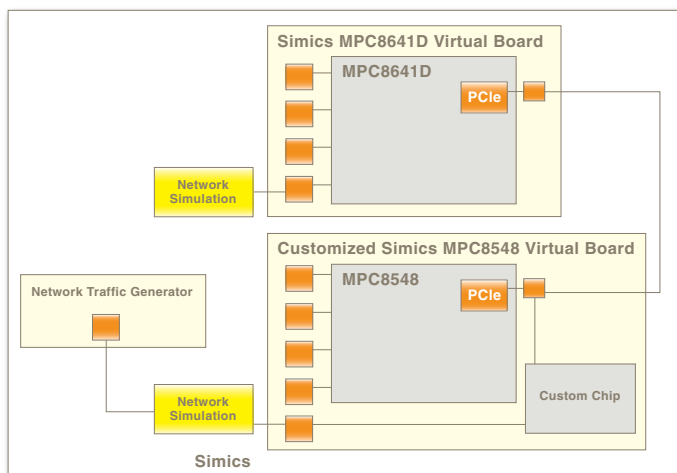 Simics MPC8641D Virtual Board
MPC8641D
PCIe
Network
Simulation
Customized Simics MPC8548 Virtual Board
MPC8548
PCIe
Network Traffic Generator
Custom Chip
Network
Simulation
Simics